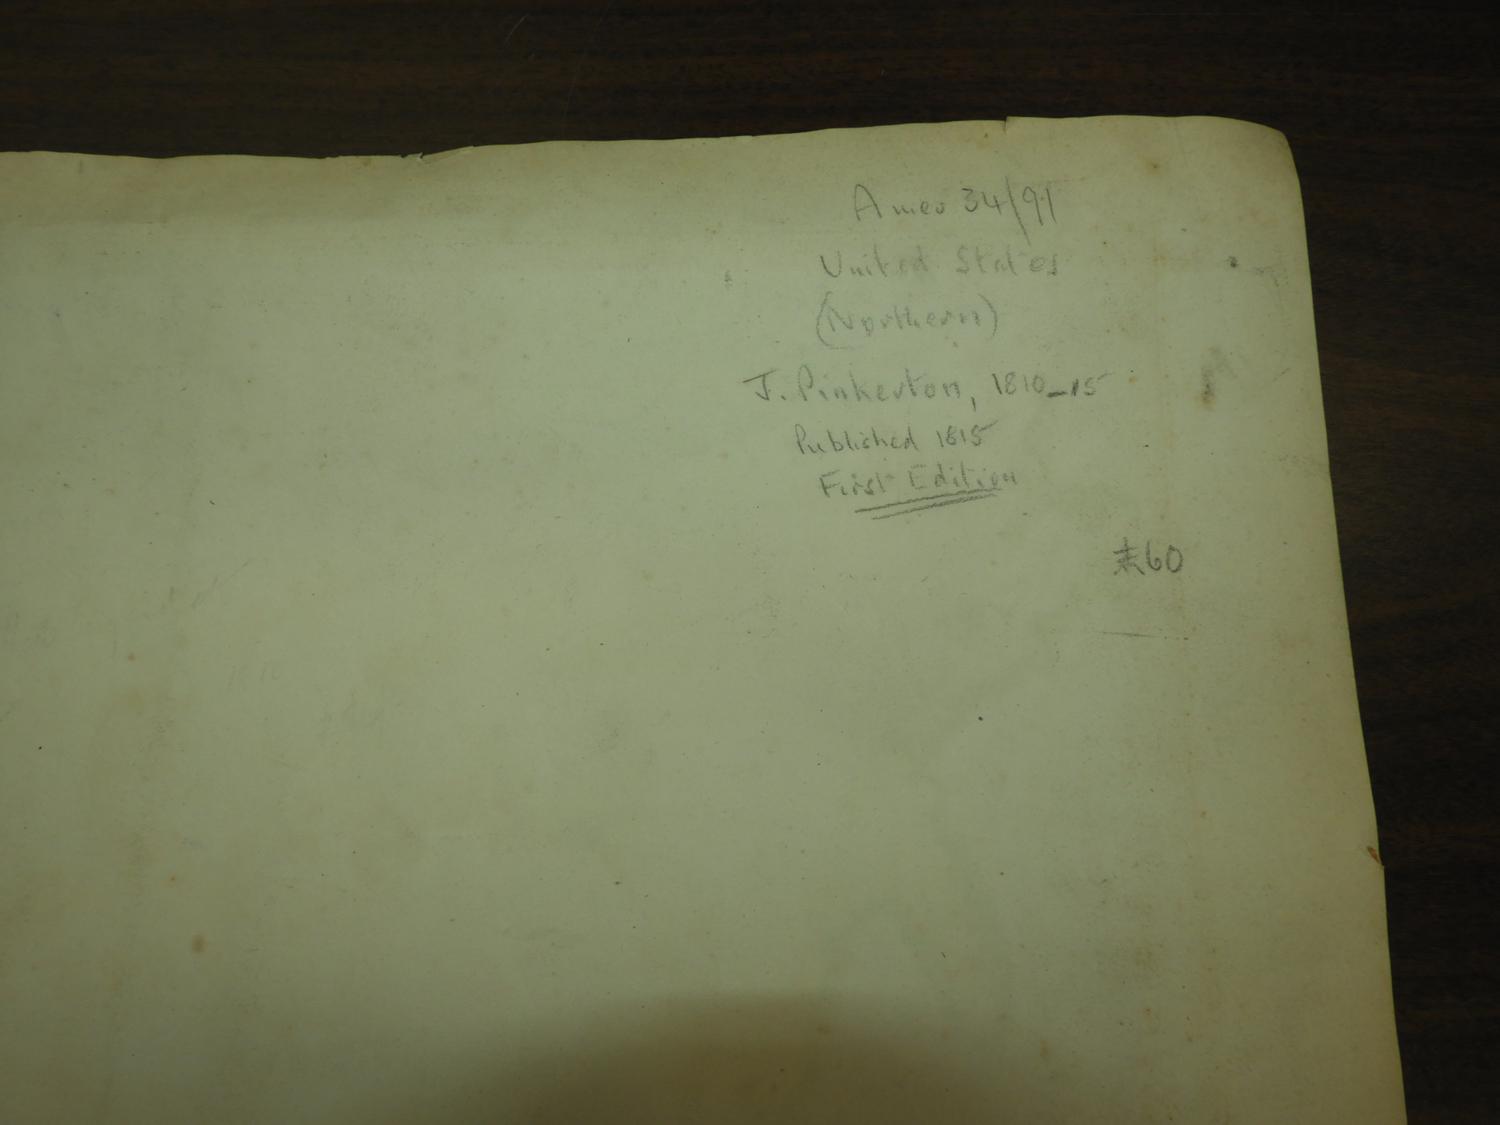 Amer 34/91
United States
(Northern)
J. Pinkerton, 1810-15
Published 1815
First Edition
£60